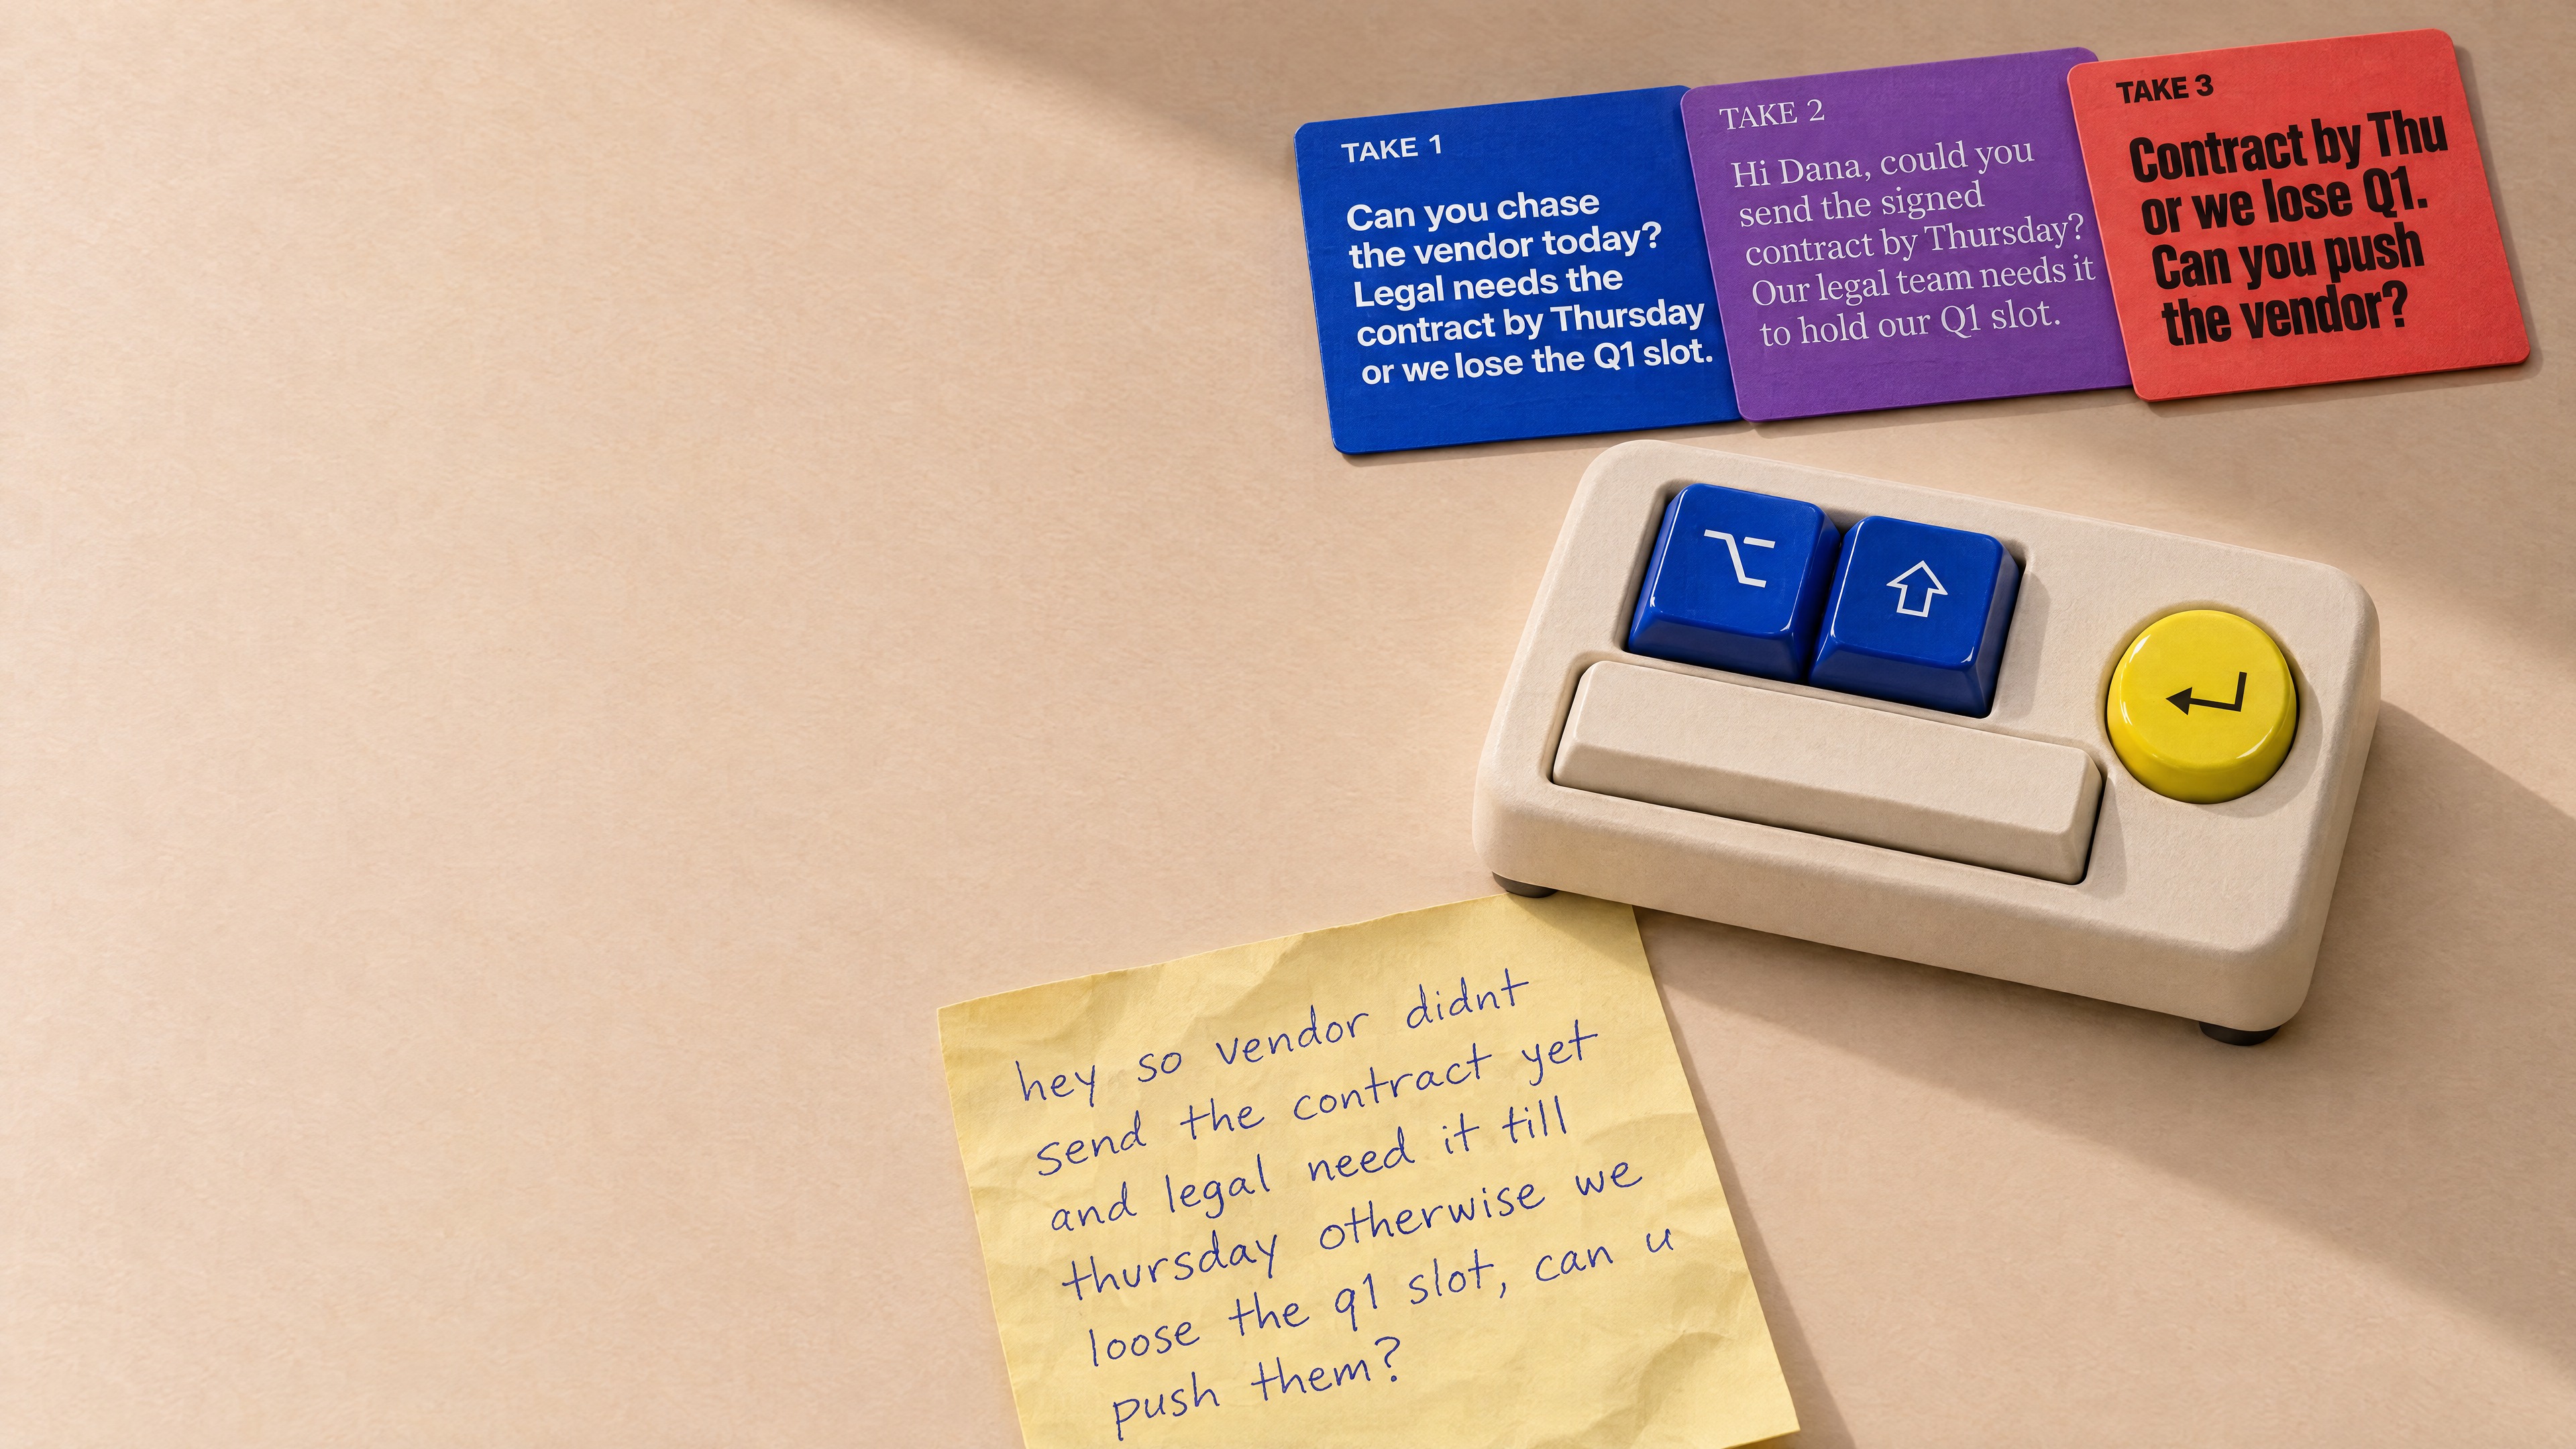 TAKE 1
Can you chase
the vendor today?
Legal needs the
contract by Thursday
or we lose the Q1 slot.
TAKE 2
Hi Dana, could you
send the signed
contract by Thursday?
Our legal team needs it
to hold our Q1 slot.
TAKE 3
Contract by Thu
or we lose Q1.
Can you push
the vendor?
hey so vendor didnt
send the contract yet
and legal need it till
thursday otherwise we
loose the q1 slot, can u
push them?